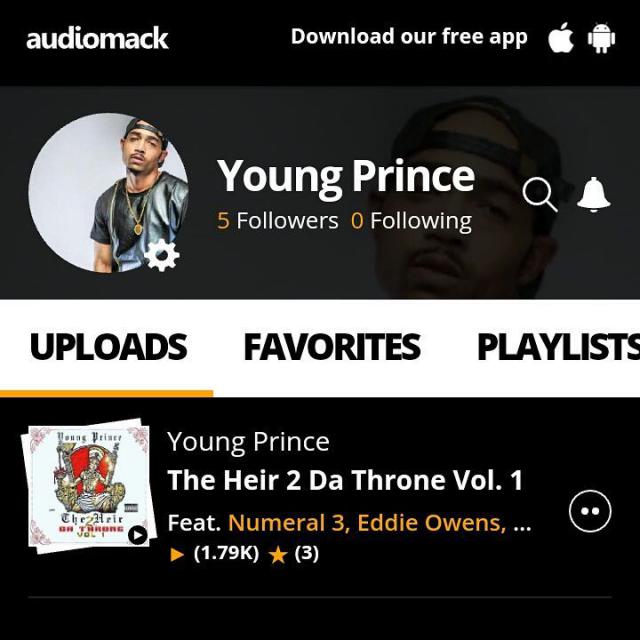 audiomack
Download our free app
Young Prince
5 Followers 0 Following
UPLOADS FAVORITES PLAYLISTS
Young Prince
The Heir
DA THRONE
VOL 1
Young Prince
The Heir 2 Da Throne Vol. 1
Feat. Numeral 3, Eddie Owens, ...
(1.79K) (3)